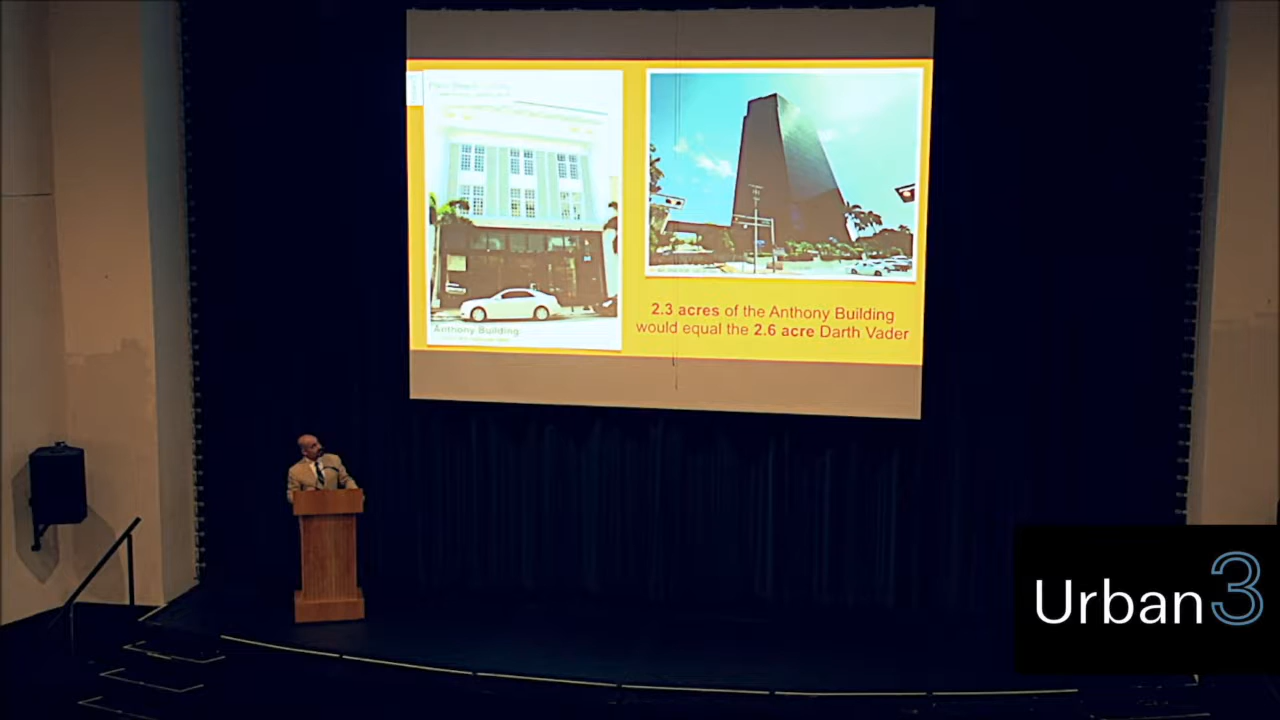 Anthony Building
2.3 acres of the Anthony Building
would equal the 2.6 acre Darth Vader
Urban3